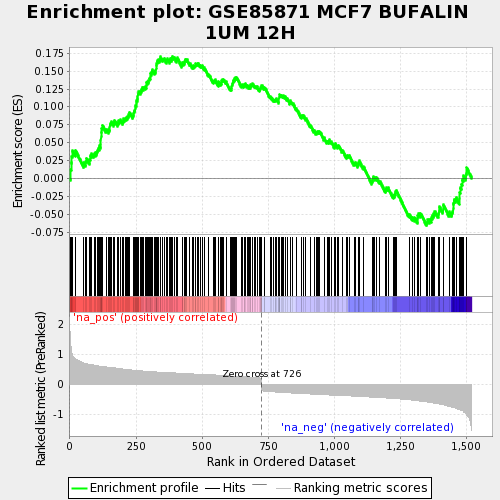 Enrichment plot: GSE85871 MCF7 BUFALIN
1UM 12H
Enrichment score (ES)
0.175
0.150
0.125
0.100
0.075
0.050
0.025
0.000
-0.025
-0.050
-0.075
'na_pos' (positively correlated)
Zero cross at 726
'na_neg' (negatively correlated)
Ranked list metric (PreRanked)
2
1
0
-1
0
250
500
750
1,000
1,250
1,500
Rank in Ordered Dataset
Enrichment profile
Hits
Ranking metric scores